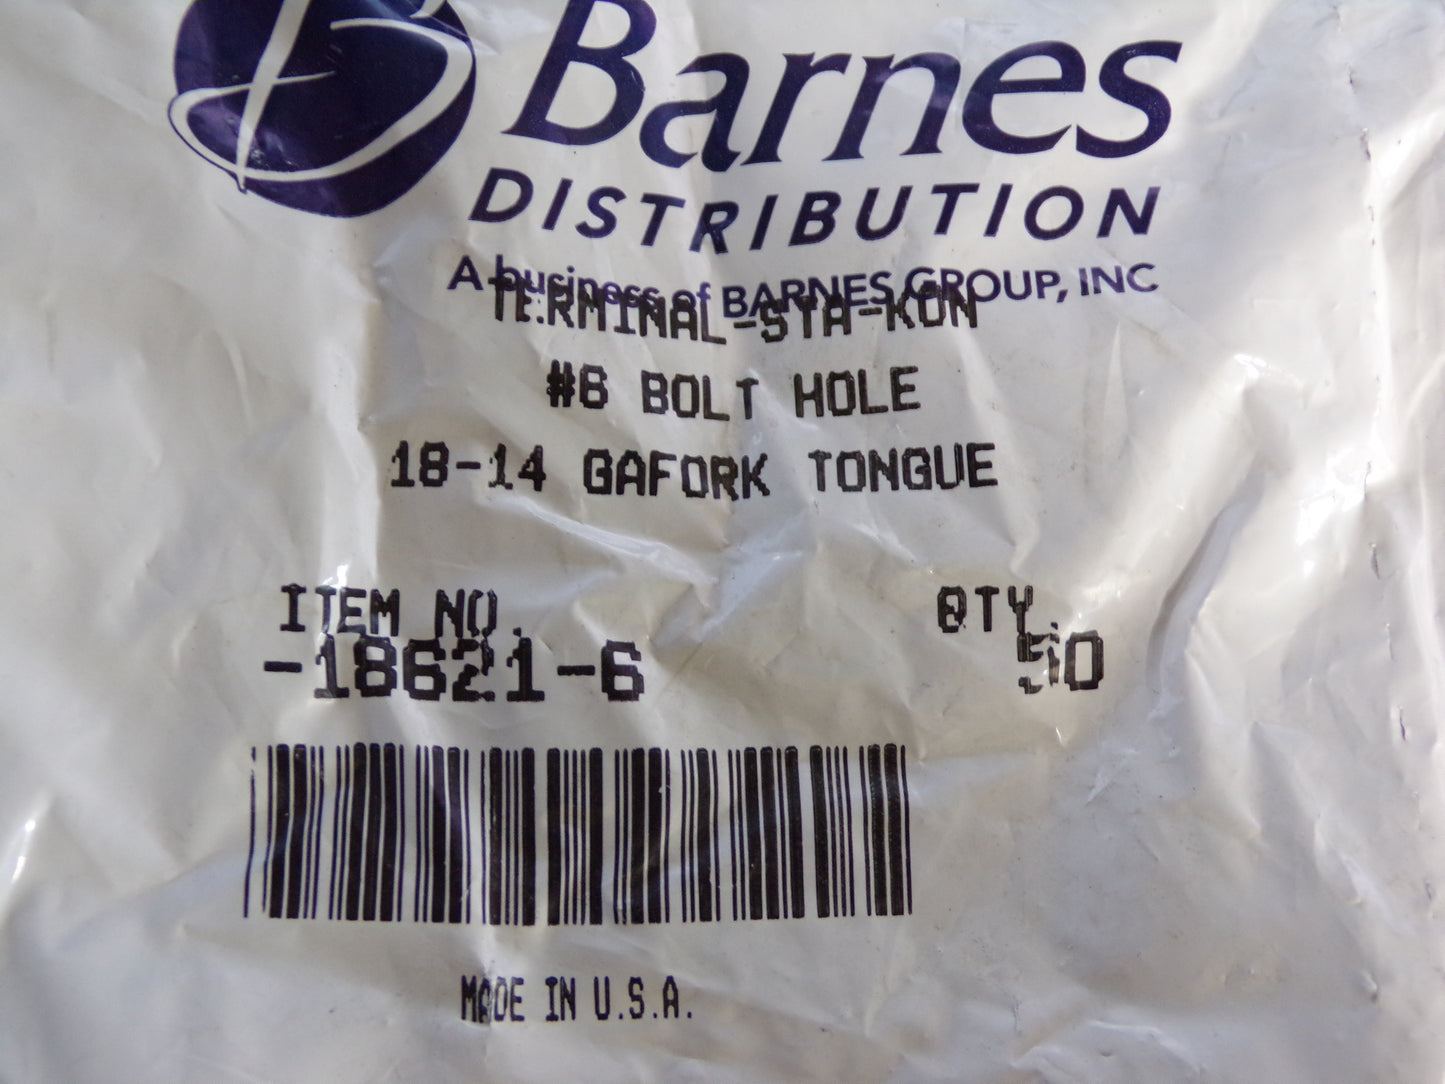 Barnes
DISTRIBUTION
A business of BARNES GROUP, INC
TERMINAL-STA-KON
#6 BOLT HOLE
18-14 GAFORK TONGUE
ITEM NO. QTY.
-18621-6 50
MADE IN U.S.A.